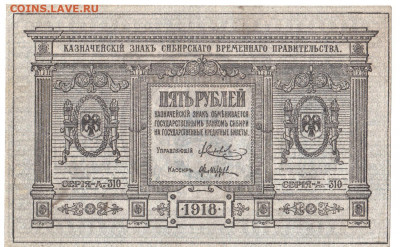 COINS.LAVE.RU
КАЗНАЧЕЙСКІЙ ЗНАКЪ СИБИРСКАГО ВРЕМЕННАГО ПРАВИТЕЛЬСТВА.
ПЯТЬ РУБЛЕЙ
КАЗНАЧЕЙСКІЙ ЗНАКЪ ОБМѢНИВАЕТСЯ
ГОСУДАРСТВЕННЫМЪ БАНКОМЪ СИБИРИ
НА ГОСУДАРСТВЕННЫЕ КРЕДИТНЫЕ БИЛЕТЫ.
УПРАВЛЯЮЩІЙ
КАССИРЪ
СЕРІЯ-А.310
СЕРІЯ-А.310
1918